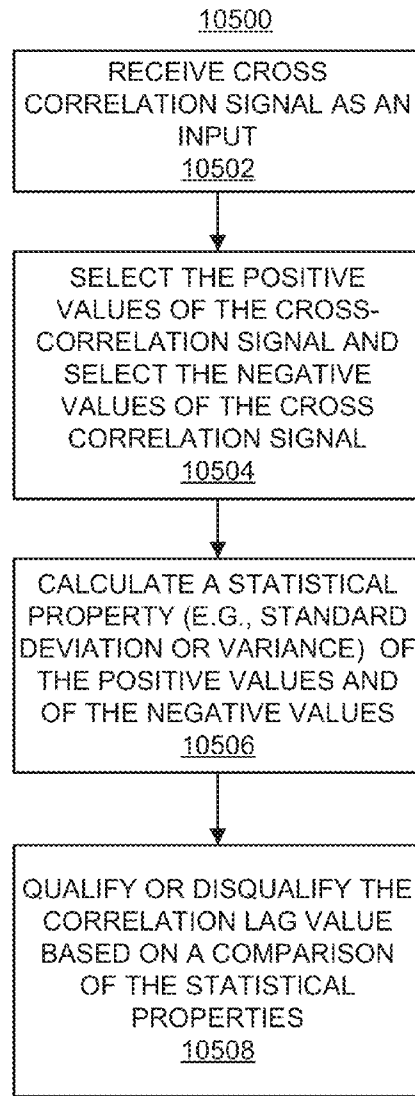 10500
RECEIVE CROSS
CORRELATION SIGNAL AS AN
INPUT
10502
SELECT THE POSITIVE
VALUES OF THE CROSS-
CORRELATION SIGNAL AND
SELECT THE NEGATIVE
VALUES OF THE CROSS
CORRELATION SIGNAL
10504
CALCULATE A STATISTICAL
PROPERTY (E.G., STANDARD
DEVIATION OR VARIANCE) OF
THE POSITIVE VALUES AND
OF THE NEGATIVE VALUES
10506
QUALIFY OR DISQUALIFY THE
CORRELATION LAG VALUE
BASED ON A COMPARISON
OF THE STATISTICAL
PROPERTIES
10508